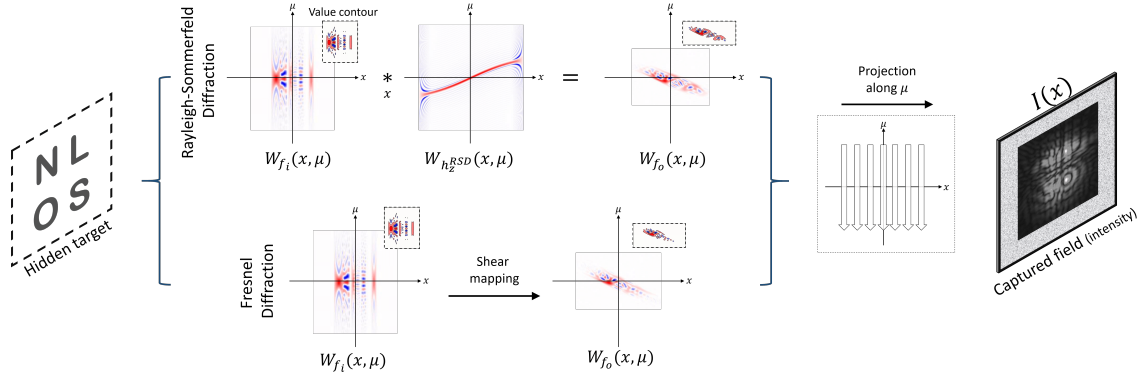 N L
O S
Hidden target
Rayleigh-Sommerfeld
Diffraction
μ
Value contour
x
W_{f_i}(x, μ)
*
x
μ
x
W_{h_z^{RSD}}(x, μ)
=
μ
x
W_{f_o}(x, μ)
Fresnel
Diffraction
μ
x
W_{f_i}(x, μ)
Shear
mapping
μ
x
W_{f_o}(x, μ)
Projection
along μ
μ
x
I(x)
Captured field (intensity)